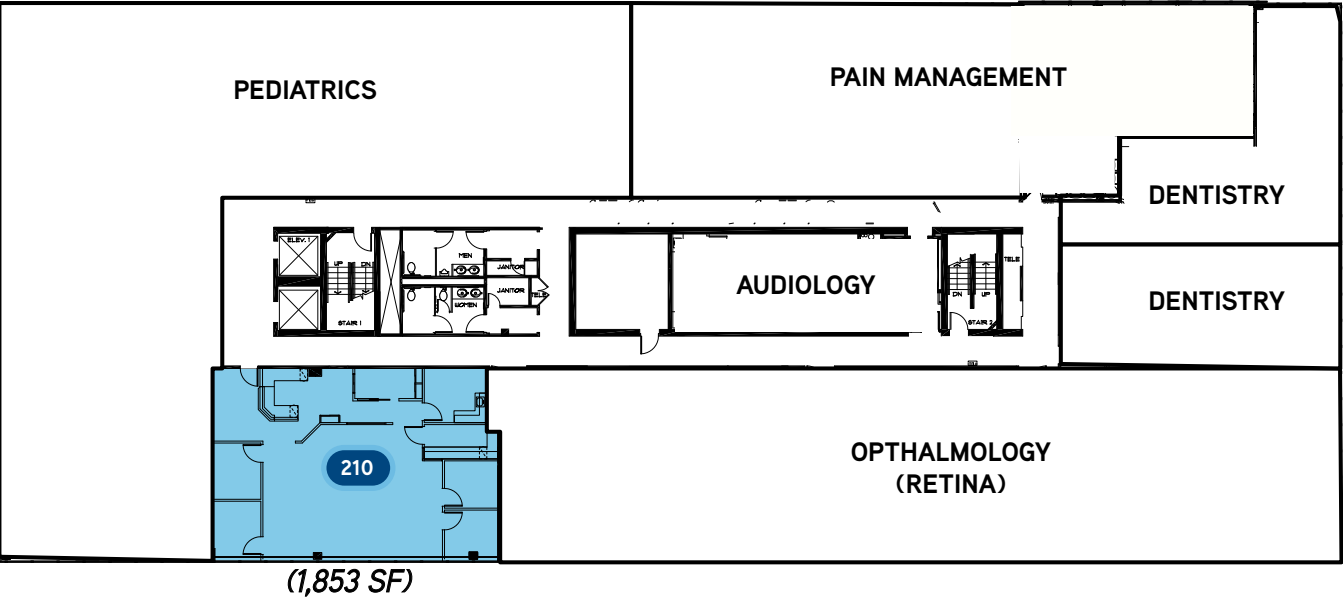 PEDIATRICS
PAIN MANAGEMENT
DENTISTRY
ELEV. 1
UP
DN
STAIR 1
MEN
JANITOR
JANITOR
WOMEN
TELE
AUDIOLOGY
DN
UP
STAIR 2
TELE
DENTISTRY
210
OPTHALMOLOGY
(RETINA)
(1,853 SF)